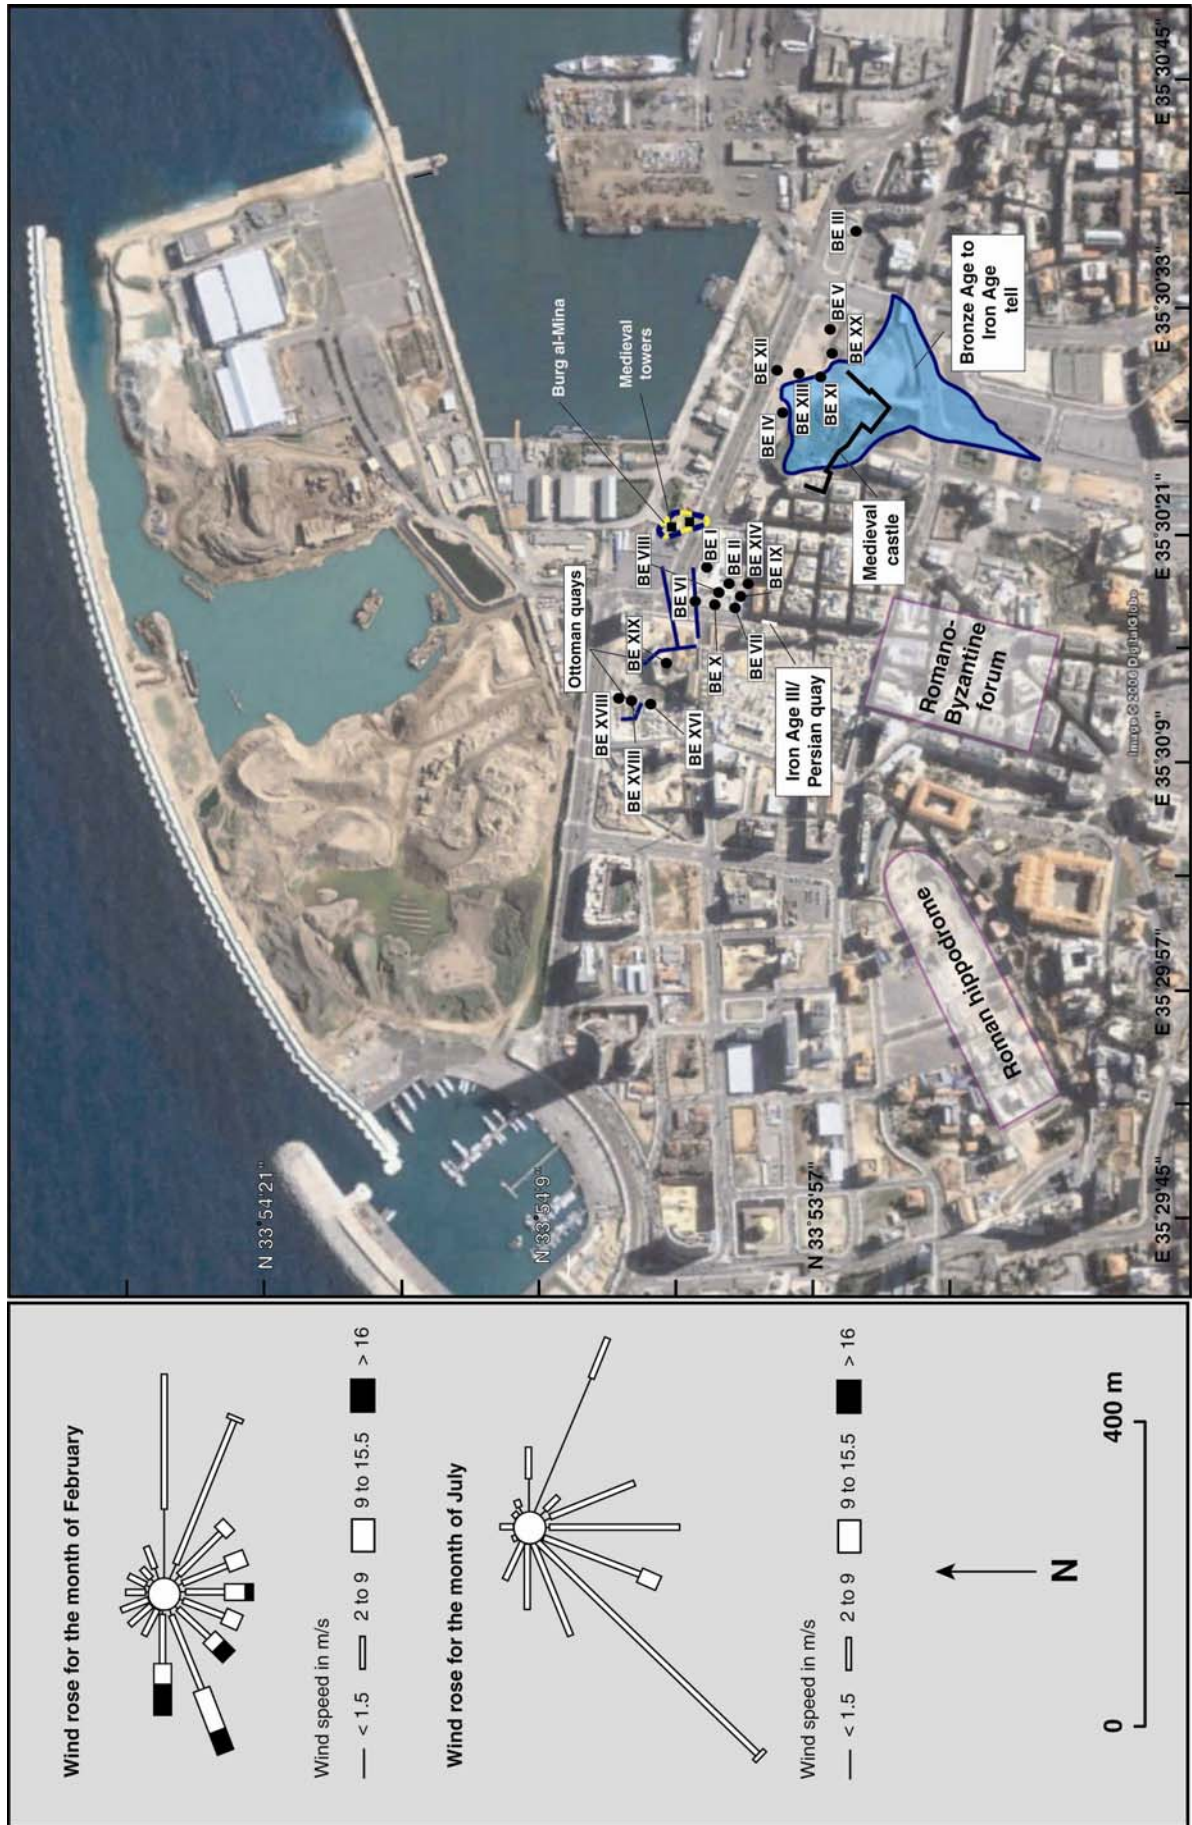 Wind rose for the month of February
Wind speed in m/s
< 1.5
2 to 9
9 to 15.5
> 16
Wind rose for the month of July
Wind speed in m/s
< 1.5
2 to 9
9 to 15.5
> 16
N
0
400 m
N 33°54'21"
N 33°54'9"
N 33°53'57"
E 35°29'45"
E 35°29'57"
E 35°30'9"
E 35°30'21"
E 35°30'33"
E 35°30'45"
Ottoman quays
BE XVIII
BE XVIII
BE XVI
BE XIX
BE VIII
BE VI
BE X
BE VII
BE I
BE II
BE XIV
BE IX
Iron Age III/
Persian quay
Burg al-Mina
Medieval
towers
BE IV
BE XII
BE XIII
BE XI
BE V
BE XX
BE III
Medieval
castle
Bronze Age to
Iron Age
tell
Romano-
Byzantine
forum
Roman hippodrome
Digital Globe